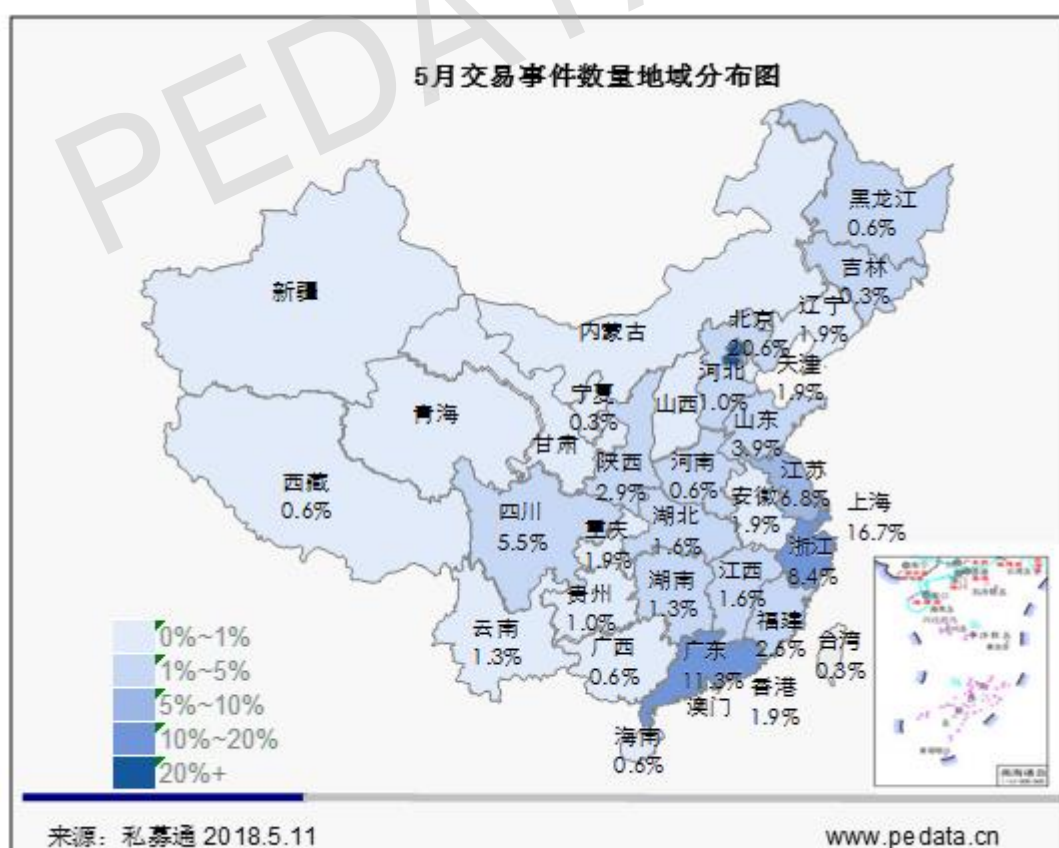 PEDATA
5月交易事件数量地域分布图
黑龙江
0.6%
吉林
0.3%
辽宁
1.9%
新疆
内蒙古
北京
20.6%
天津
1.9%
河北
1.0%
宁夏
0.3%
山西
青海
甘肃
山东
3.9%
陕西
2.9%
河南
0.6%
江苏
6.8%
西藏
0.6%
四川
5.5%
安徽
1.9%
上海
16.7%
重庆
1.9%
湖北
1.6%
浙江
8.4%
湖南
1.3%
江西
1.6%
贵州
1.0%
福建
2.6%
云南
1.3%
广西
0.6%
广东
11.3%
台湾
0.3%
澳门
香港
1.9%
海南
0.6%
0%~1%
1%~5%
5%~10%
10%~20%
20%+
来源：私募通 2018.5.11
www.pedata.cn